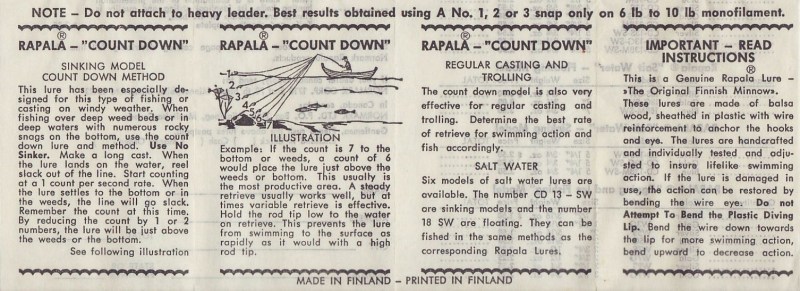 NOTE – Do not attach to heavy leader. Best results obtained using A No. 1, 2 or 3 snap only on 6 lb to 10 lb monofilament.
RAPALA® – "COUNT DOWN"
SINKING MODEL
COUNT DOWN METHOD
This lure has been especially de-
signed for this type of fishing or
casting on windy weather. When
fishing over deep weed beds or in
deep waters with numerous rocky
snags on the bottom, use the count
down lure and method. Use No
Sinker. Make a long cast. When
the lure lands on the water, reel
slack out of the line. Start counting
at a 1 count per second rate. When
the lure settles to the bottom or in
the weeds, the line will go slack.
Remember the count at this time.
By reducing the count by 1 or 2
numbers, the lure will be just above
the weeds or the bottom.
See following illustration
RAPALA® – "COUNT DOWN"
1
2
3
4
5
6
7
ILLUSTRATION
Example: If the count is 7 to the
bottom or weeds, a count of 6
would place the lure just above the
weeds or bottom. This usually is
the most productive area. A steady
retrieve usually works well, but at
times variable retrieve is effective.
Hold the rod tip low to the water
on retrieve. This prevents the lure
from swimming to the surface as
rapidly as it would with a high
rod tip.
RAPALA® – "COUNT DOWN"
REGULAR CASTING AND
TROLLING
The count down model is also very
effective for regular casting and
trolling. Determine the best rate
of retrieve for swimming action and
fish accordingly.
SALT WATER
Six models of salt water lures are
available. The number CD 13 – SW
are sinking models and the number
18 SW are floating. They can be
fished in the same methods as the
corresponding Rapala Lures.
IMPORTANT – READ
INSTRUCTIONS
This is a Genuine Rapala® Lure –
»The Original Finnish Minnow».
These lures are made of balsa
wood, sheathed in plastic with wire
reinforcement to anchor the hooks
and eye. The lures are handcrafted
and individually tested and adju-
sted to insure lifelike swimming
action. If the lure is damaged in
use, the action can be restored by
bending the wire eye. Do not
Attempt To Bend the Plastic Diving
Lip. Bend the wire down towards
the lip for more swimming action,
bend upward to decrease action.
MADE IN FINLAND – PRINTED IN FINLAND